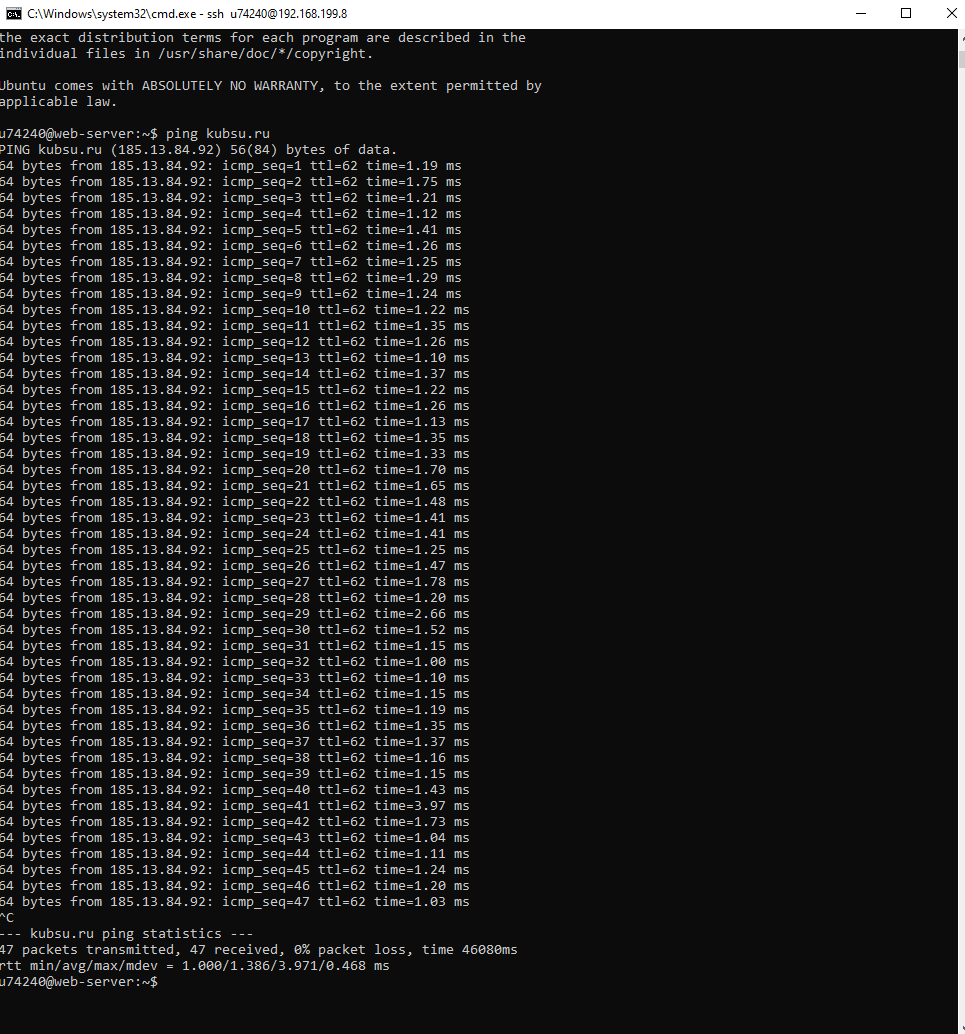 C:\Windows\system32\cmd.exe - ssh u74240@192.168.199.8
the exact distribution terms for each program are described in the
individual files in /usr/share/doc/*/copyright.
Ubuntu comes with ABSOLUTELY NO WARRANTY, to the extent permitted by
applicable law.
u74240@web-server:~$ ping kubsu.ru
PING kubsu.ru (185.13.84.92) 56(84) bytes of data.
64 bytes from 185.13.84.92: icmp_seq=1 ttl=62 time=1.19 ms
64 bytes from 185.13.84.92: icmp_seq=2 ttl=62 time=1.75 ms
64 bytes from 185.13.84.92: icmp_seq=3 ttl=62 time=1.21 ms
64 bytes from 185.13.84.92: icmp_seq=4 ttl=62 time=1.12 ms
64 bytes from 185.13.84.92: icmp_seq=5 ttl=62 time=1.41 ms
64 bytes from 185.13.84.92: icmp_seq=6 ttl=62 time=1.26 ms
64 bytes from 185.13.84.92: icmp_seq=7 ttl=62 time=1.25 ms
64 bytes from 185.13.84.92: icmp_seq=8 ttl=62 time=1.29 ms
64 bytes from 185.13.84.92: icmp_seq=9 ttl=62 time=1.24 ms
64 bytes from 185.13.84.92: icmp_seq=10 ttl=62 time=1.22 ms
64 bytes from 185.13.84.92: icmp_seq=11 ttl=62 time=1.35 ms
64 bytes from 185.13.84.92: icmp_seq=12 ttl=62 time=1.26 ms
64 bytes from 185.13.84.92: icmp_seq=13 ttl=62 time=1.10 ms
64 bytes from 185.13.84.92: icmp_seq=14 ttl=62 time=1.37 ms
64 bytes from 185.13.84.92: icmp_seq=15 ttl=62 time=1.22 ms
64 bytes from 185.13.84.92: icmp_seq=16 ttl=62 time=1.26 ms
64 bytes from 185.13.84.92: icmp_seq=17 ttl=62 time=1.13 ms
64 bytes from 185.13.84.92: icmp_seq=18 ttl=62 time=1.35 ms
64 bytes from 185.13.84.92: icmp_seq=19 ttl=62 time=1.33 ms
64 bytes from 185.13.84.92: icmp_seq=20 ttl=62 time=1.70 ms
64 bytes from 185.13.84.92: icmp_seq=21 ttl=62 time=1.65 ms
64 bytes from 185.13.84.92: icmp_seq=22 ttl=62 time=1.48 ms
64 bytes from 185.13.84.92: icmp_seq=23 ttl=62 time=1.41 ms
64 bytes from 185.13.84.92: icmp_seq=24 ttl=62 time=1.41 ms
64 bytes from 185.13.84.92: icmp_seq=25 ttl=62 time=1.25 ms
64 bytes from 185.13.84.92: icmp_seq=26 ttl=62 time=1.47 ms
64 bytes from 185.13.84.92: icmp_seq=27 ttl=62 time=1.78 ms
64 bytes from 185.13.84.92: icmp_seq=28 ttl=62 time=1.20 ms
64 bytes from 185.13.84.92: icmp_seq=29 ttl=62 time=2.66 ms
64 bytes from 185.13.84.92: icmp_seq=30 ttl=62 time=1.52 ms
64 bytes from 185.13.84.92: icmp_seq=31 ttl=62 time=1.15 ms
64 bytes from 185.13.84.92: icmp_seq=32 ttl=62 time=1.00 ms
64 bytes from 185.13.84.92: icmp_seq=33 ttl=62 time=1.10 ms
64 bytes from 185.13.84.92: icmp_seq=34 ttl=62 time=1.15 ms
64 bytes from 185.13.84.92: icmp_seq=35 ttl=62 time=1.19 ms
64 bytes from 185.13.84.92: icmp_seq=36 ttl=62 time=1.35 ms
64 bytes from 185.13.84.92: icmp_seq=37 ttl=62 time=1.37 ms
64 bytes from 185.13.84.92: icmp_seq=38 ttl=62 time=1.16 ms
64 bytes from 185.13.84.92: icmp_seq=39 ttl=62 time=1.15 ms
64 bytes from 185.13.84.92: icmp_seq=40 ttl=62 time=1.43 ms
64 bytes from 185.13.84.92: icmp_seq=41 ttl=62 time=3.97 ms
64 bytes from 185.13.84.92: icmp_seq=42 ttl=62 time=1.73 ms
64 bytes from 185.13.84.92: icmp_seq=43 ttl=62 time=1.04 ms
64 bytes from 185.13.84.92: icmp_seq=44 ttl=62 time=1.11 ms
64 bytes from 185.13.84.92: icmp_seq=45 ttl=62 time=1.24 ms
64 bytes from 185.13.84.92: icmp_seq=46 ttl=62 time=1.20 ms
64 bytes from 185.13.84.92: icmp_seq=47 ttl=62 time=1.03 ms
^C
--- kubsu.ru ping statistics ---
47 packets transmitted, 47 received, 0% packet loss, time 46080ms
rtt min/avg/max/mdev = 1.000/1.386/3.971/0.468 ms
u74240@web-server:~$